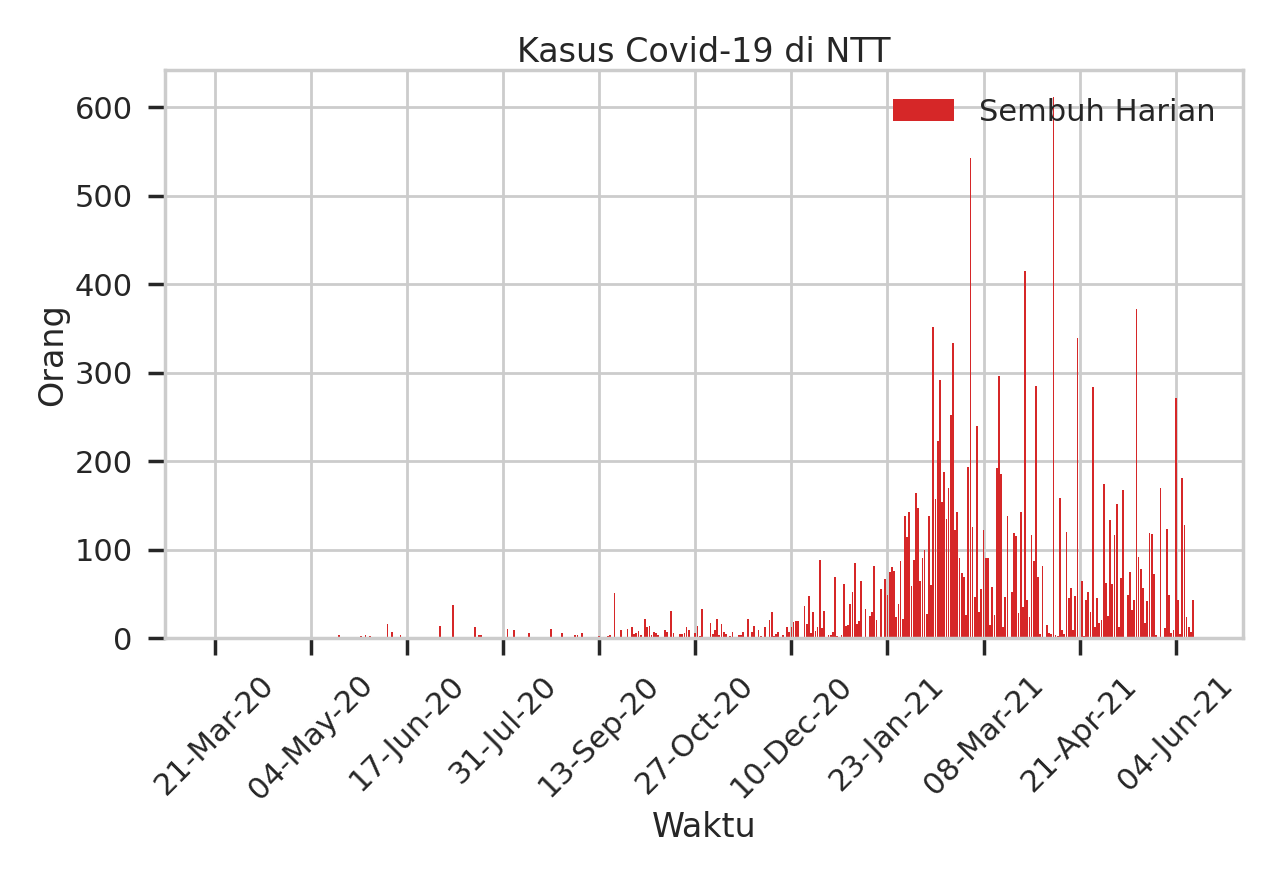 Kasus Covid-19 di NTT
Sembuh Harian
600
500
400
300
200
100
0
Orang
21-Mar-20
04-May-20
17-Jun-20
31-Jul-20
13-Sep-20
27-Oct-20
10-Dec-20
23-Jan-21
08-Mar-21
21-Apr-21
04-Jun-21
Waktu